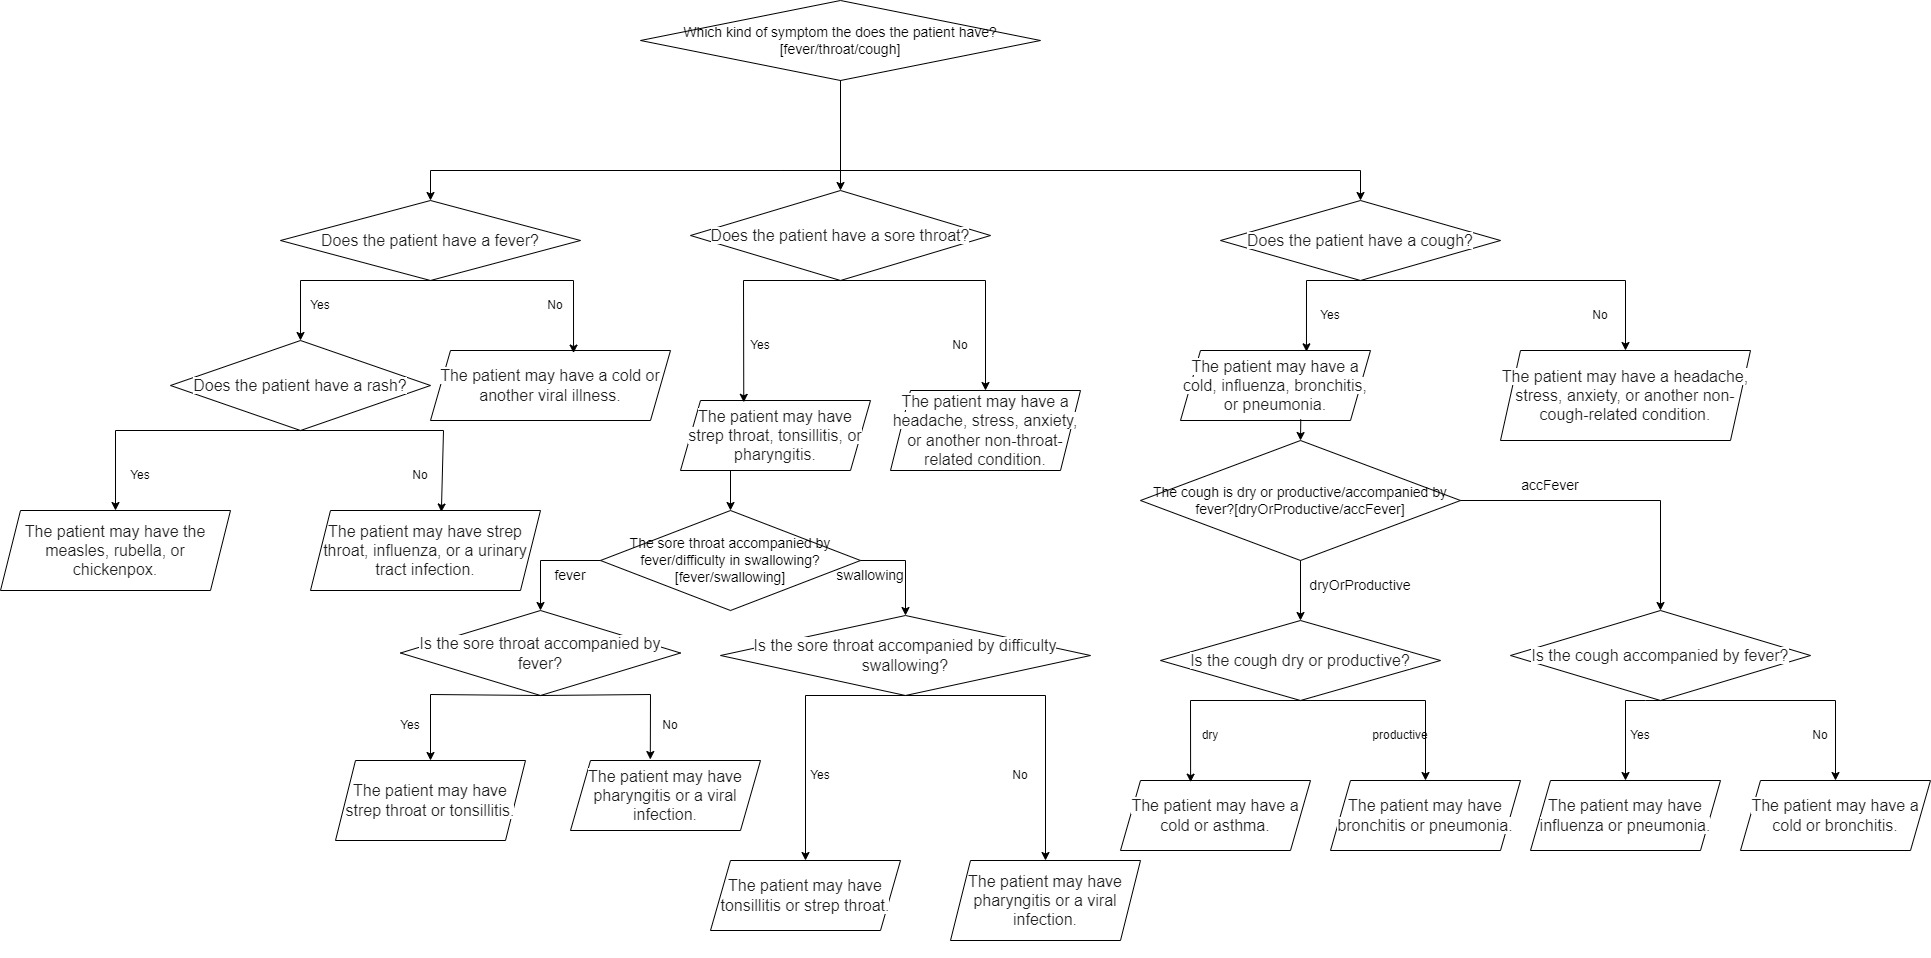 Which kind of symptom the does the patient have?
[fever/throat/cough]
Does the patient have a fever?
Does the patient have a sore throat?
Does the patient have a cough?
Yes
No
Yes
No
Yes
No
Does the patient have a rash?
The patient may have a cold or
another viral illness.
The patient may have
strep throat, tonsillitis, or
pharyngitis.
The patient may have a
headache, stress, anxiety,
or another non-throat-
related condition.
The patient may have a
cold, influenza, bronchitis,
or pneumonia.
The patient may have a headache,
stress, anxiety, or another non-
cough-related condition.
Yes
No
The patient may have the
measles, rubella, or
chickenpox.
The patient may have strep
throat, influenza, or a urinary
tract infection.
The sore throat accompanied by
fever/difficulty in swallowing?
[fever/swallowing]
fever
swallowing
The cough is dry or productive/accompanied by
fever?[dryOrProductive/accFever]
accFever
dryOrProductive
Is the sore throat accompanied by
fever?
Is the sore throat accompanied by difficulty
swallowing?
Is the cough dry or productive?
Is the cough accompanied by fever?
Yes
No
Yes
No
dry
productive
Yes
No
The patient may have
strep throat or tonsillitis.
The patient may have
pharyngitis or a viral
infection.
The patient may have
tonsillitis or strep throat.
The patient may have
pharyngitis or a viral
infection.
The patient may have a
cold or asthma.
The patient may have
bronchitis or pneumonia.
The patient may have
influenza or pneumonia.
The patient may have a
cold or bronchitis.